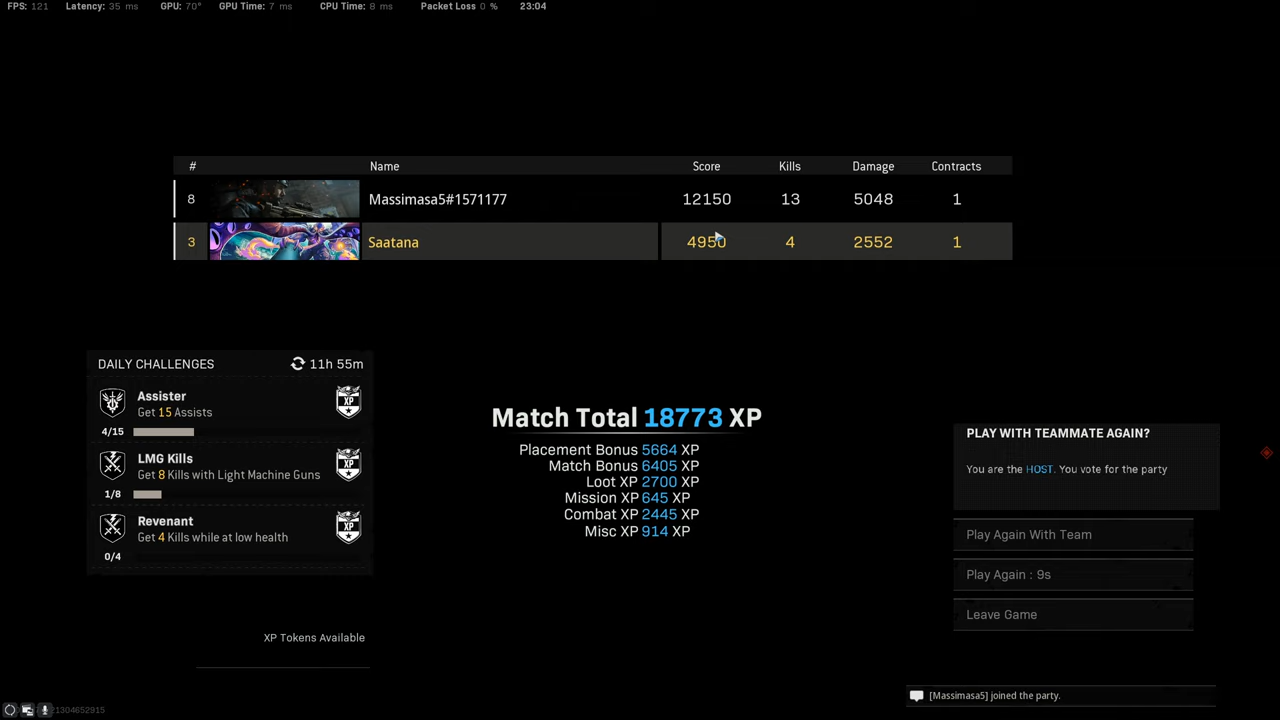 FPS: 121 Latency: 35 ms GPU: 70° GPU Time: 7 ms CPU Time: 8 ms Packet Loss 0 % 23:04
# Name Score Kills Damage Contracts
8 Massimasa5#1571177 12150 13 5048 1
3 Saatana 4950 4 2552 1
DAILY CHALLENGES 11h 55m
Assister
Get 15 Assists
XP
4/15
LMG Kills
Get 8 Kills with Light Machine Guns
XP
1/8
Revenant
Get 4 Kills while at low health
XP
0/4
XP Tokens Available
Match Total 18773 XP
Placement Bonus 5664 XP
Match Bonus 6405 XP
Loot XP 2700 XP
Mission XP 645 XP
Combat XP 2445 XP
Misc XP 914 XP
PLAY WITH TEAMMATE AGAIN?
You are the HOST. You vote for the party
Play Again With Team
Play Again : 9s
Leave Game
[Massimasa5] joined the party.
21304652915